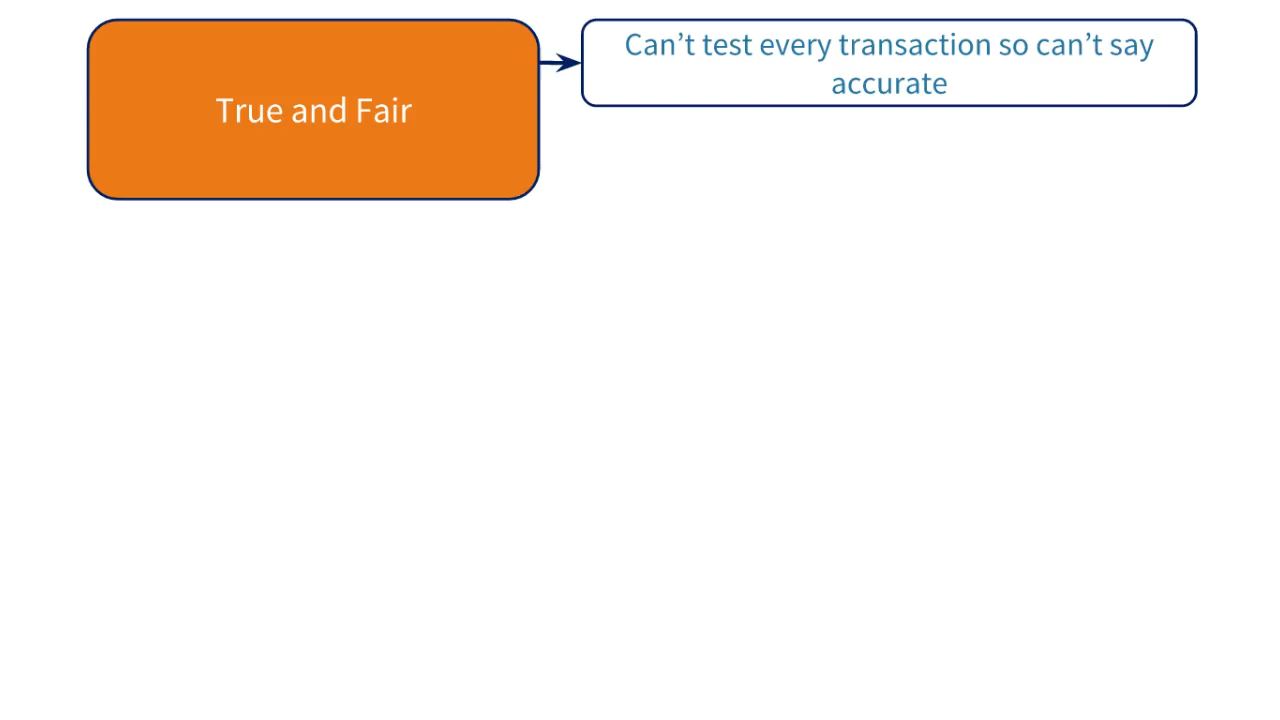 True and Fair
Can’t test every transaction so can’t say
accurate